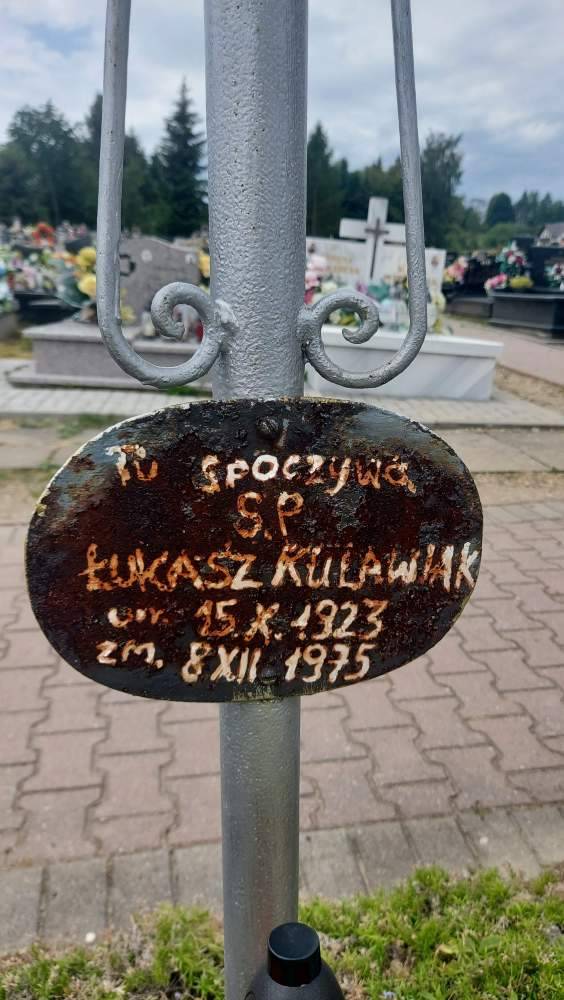 Tu spoczywa
Ś.P.
ŁUKASZ KULAWIAK
ur. 15.X.1923
zm. 8 XII 1975